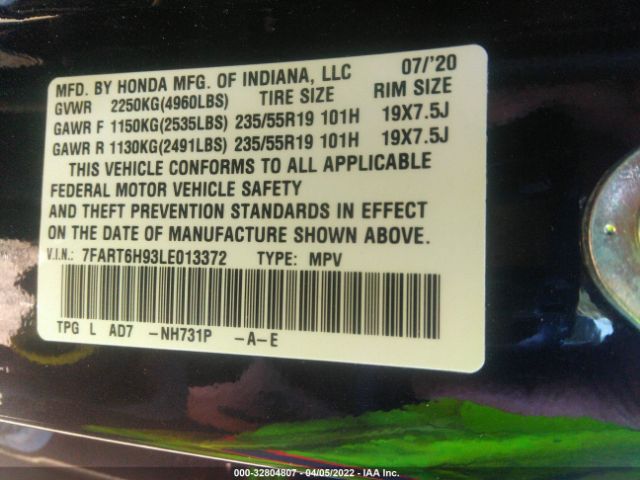 MFD. BY HONDA MFG. OF INDIANA, LLC 07/'20
GVWR 2250KG(4960LBS) TIRE SIZE RIM SIZE
GAWR F 1150KG(2535LBS) 235/55R19 101H 19X7.5J
GAWR R 1130KG(2491LBS) 235/55R19 101H 19X7.5J
THIS VEHICLE CONFORMS TO ALL APPLICABLE
FEDERAL MOTOR VEHICLE SAFETY
AND THEFT PREVENTION STANDARDS IN EFFECT
ON THE DATE OF MANUFACTURE SHOWN ABOVE.
V.I.N.: 7FART6H93LE013372 TYPE: MPV
TPG L AD7 -NH731P -A-E
000-32804807 - 04/05/2022 - IAA Inc.